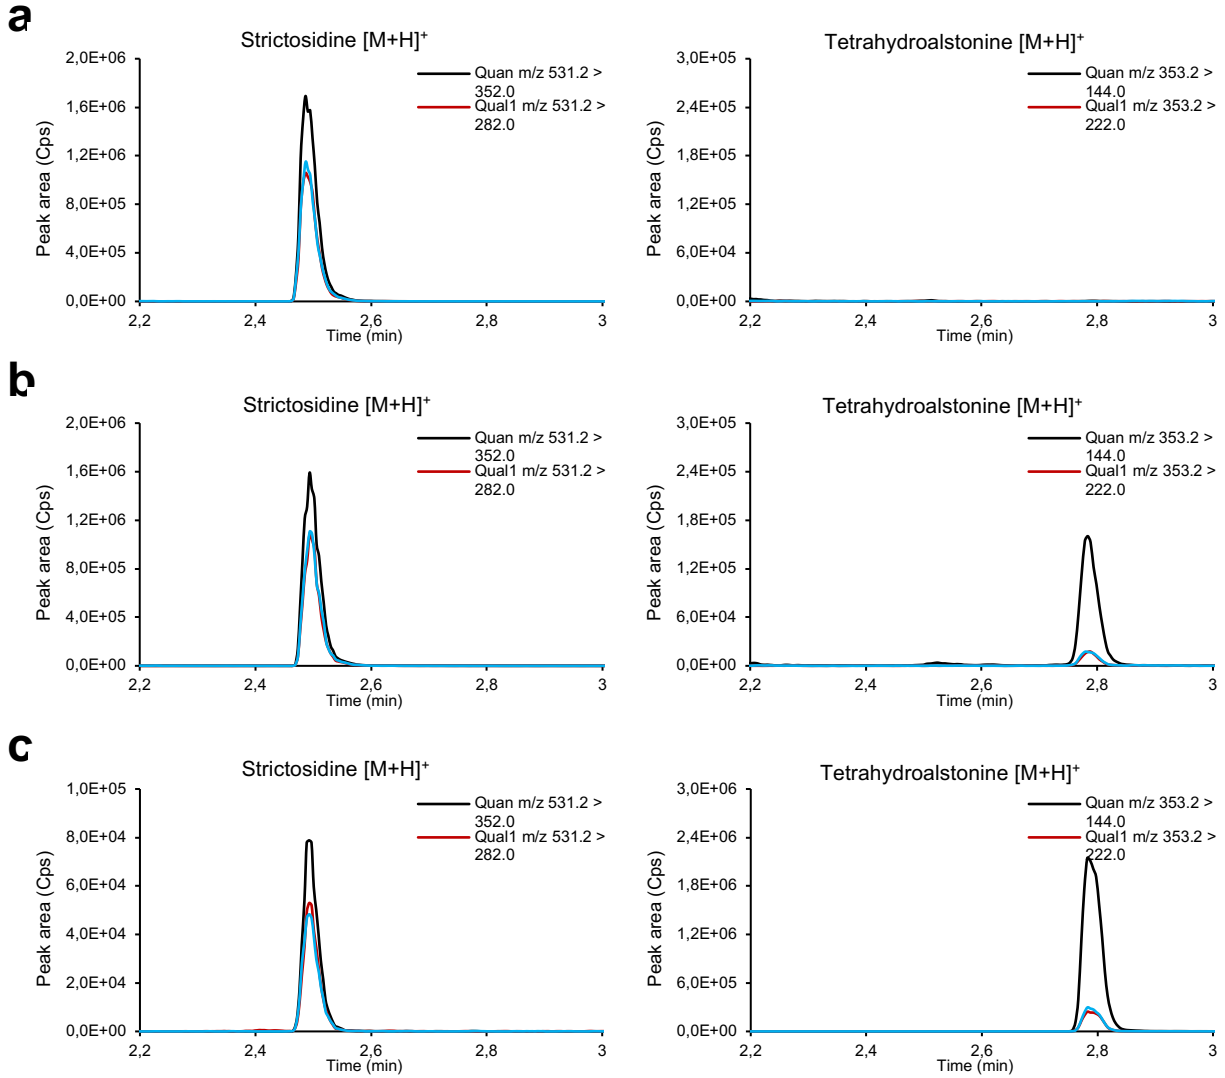 a
Strictosidine [M+H]+
2,0E+06
1,6E+06
1,2E+06
8,0E+05
4,0E+05
0,0E+00
Peak area (Cps)
Quan m/z 531.2 >
352.0
Qual1 m/z 531.2 >
282.0
2,2 2,4 2,6 2,8 3
Time (min)
Tetrahydroalstonine [M+H]+
3,0E+05
2,4E+05
1,8E+05
1,2E+05
6,0E+04
0,0E+00
Peak area (Cps)
Quan m/z 353.2 >
144.0
Qual1 m/z 353.2 >
222.0
2,2 2,4 2,6 2,8 3
Time (min)
b
Strictosidine [M+H]+
2,0E+06
1,6E+06
1,2E+06
8,0E+05
4,0E+05
0,0E+00
Peak area (Cps)
Quan m/z 531.2 >
352.0
Qual1 m/z 531.2 >
282.0
2,2 2,4 2,6 2,8 3
Time (min)
Tetrahydroalstonine [M+H]+
3,0E+05
2,4E+05
1,8E+05
1,2E+05
6,0E+04
0,0E+00
Peak area (Cps)
Quan m/z 353.2 >
144.0
Qual1 m/z 353.2 >
222.0
2,2 2,4 2,6 2,8 3
Time (min)
c
Strictosidine [M+H]+
1,0E+05
8,0E+04
6,0E+04
4,0E+04
2,0E+04
0,0E+00
Peak area (Cps)
Quan m/z 531.2 >
352.0
Qual1 m/z 531.2 >
282.0
2,2 2,4 2,6 2,8 3
Time (min)
Tetrahydroalstonine [M+H]+
3,0E+06
2,4E+06
1,8E+06
1,2E+06
6,0E+05
0,0E+00
Peak area (Cps)
Quan m/z 353.2 >
144.0
Qual1 m/z 353.2 >
222.0
2,2 2,4 2,6 2,8 3
Time (min)